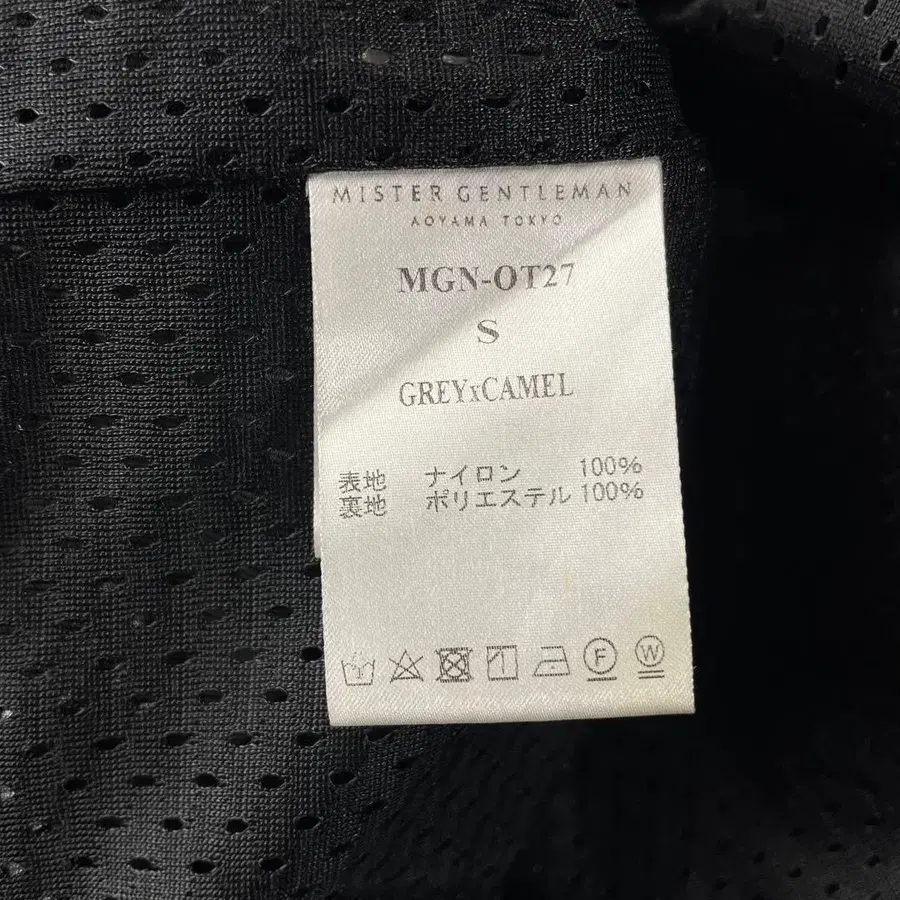 MISTER GENTLEMAN
AOYAMA TOKYO
MGN-OT27
S
GREYxCAMEL
表地 ナイロン 100%
裏地 ポリエステル 100%
F W